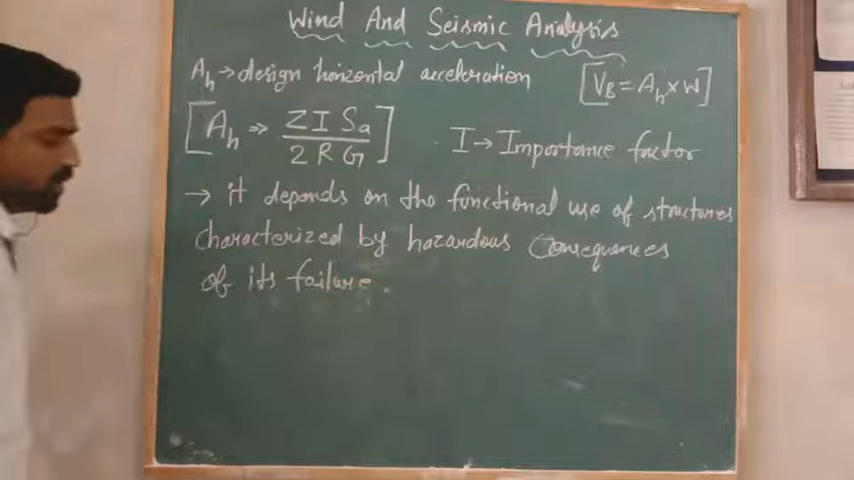 Wind And Seismic Analysis
Ah → design horizontal acceleration [VB = Ah × W]
[Ah ⇒ Z I Sa / 2 R G] I → Importance factor
→ it depends on the functional use of structures
characterized by hazardous Consequences
of its failure